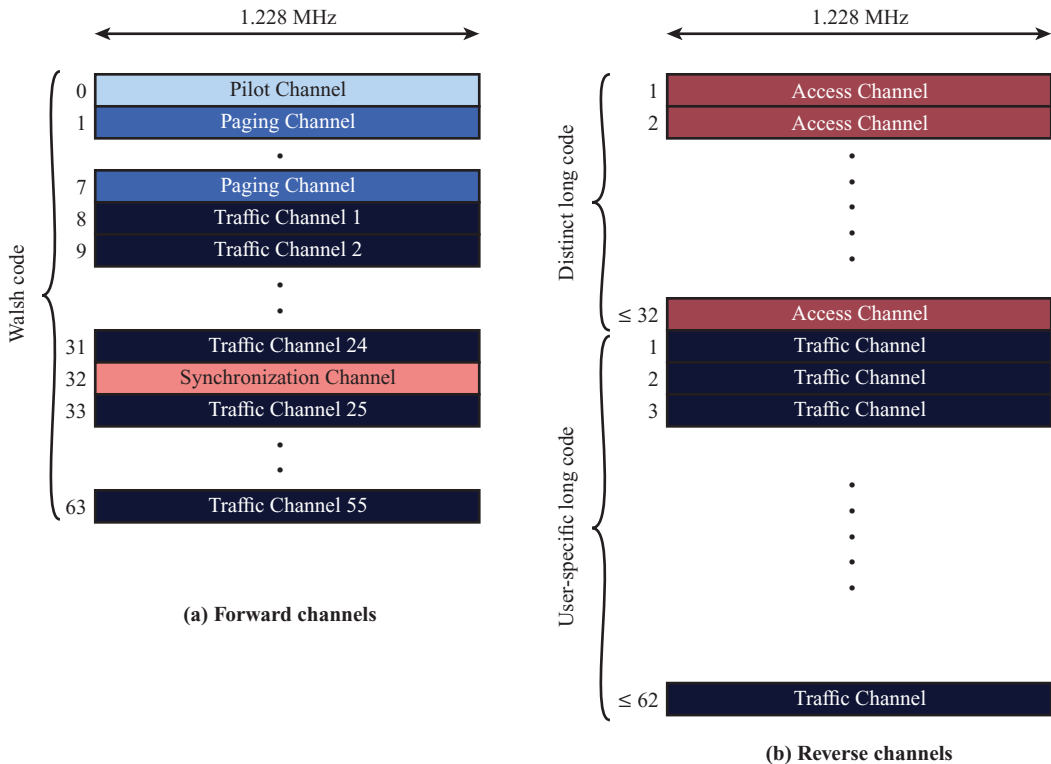 1.228 MHz
Walsh code
0 Pilot Channel
1 Paging Channel
7 Paging Channel
8 Traffic Channel 1
9 Traffic Channel 2
31 Traffic Channel 24
32 Synchronization Channel
33 Traffic Channel 25
63 Traffic Channel 55
(a) Forward channels
1.228 MHz
Distinct long code
1 Access Channel
2 Access Channel
≤ 32 Access Channel
User-specific long code
1 Traffic Channel
2 Traffic Channel
3 Traffic Channel
≤ 62 Traffic Channel
(b) Reverse channels